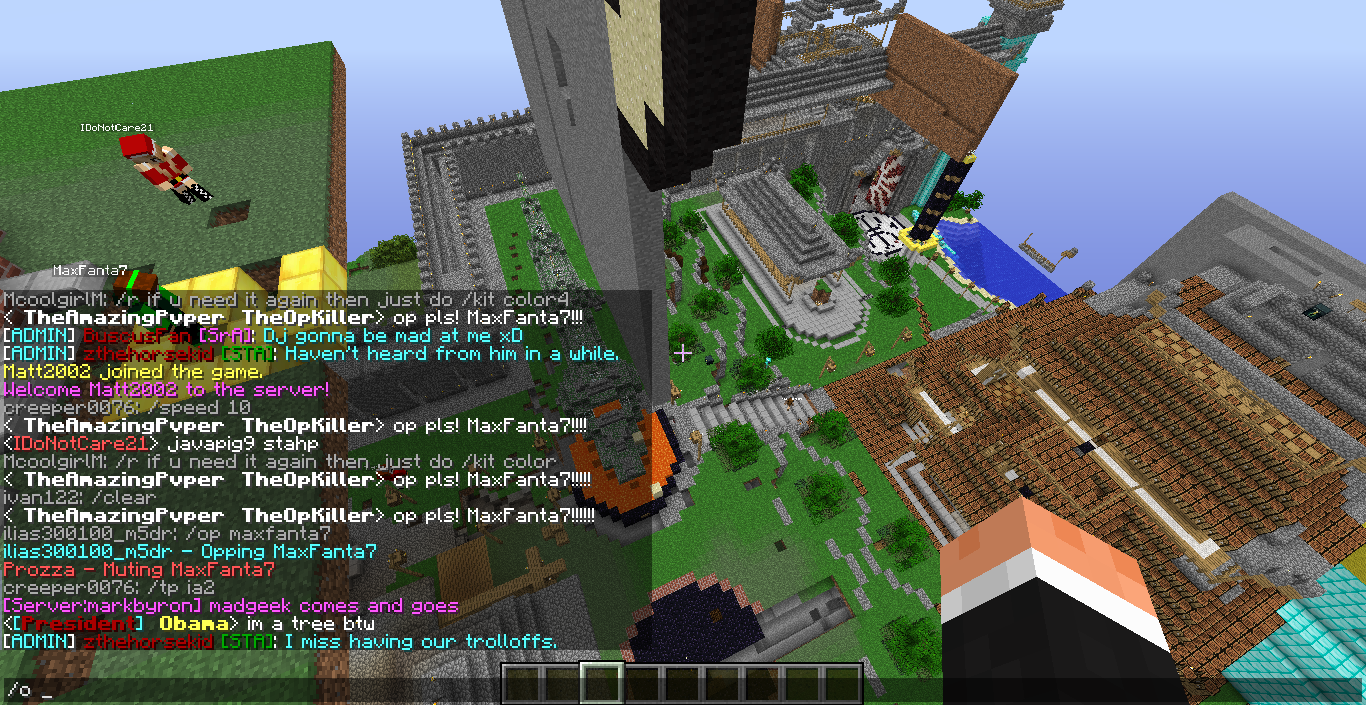 IDoNotCare21
MaxFanta7
McoolgirlM: /r if u need it again then just do /kit color4
< TheAmazingPvper TheOpKiller> op pls! MaxFanta7!!!
[ADMIN] BuscusFan [SrA]: Dj gonna be mad at me xD
[ADMIN] zthehorsekid [STA]: Haven't heard from him in a while.
Matt2002 joined the game.
Welcome Matt2002 to the server!
creeper0076: /speed 10
< TheAmazingPvper TheOpKiller> op pls! MaxFanta7!!!!
<IDoNotCare21> javapig9 stahp
McoolgirlM: /r if u need it again then just do /kit color
< TheAmazingPvper TheOpKiller> op pls! MaxFanta7!!!!!
ivan122: /clear
< TheAmazingPvper TheOpKiller> op pls! MaxFanta7!!!!!!
ilias300100_m5dr: /op maxfanta7
ilias300100_m5dr - Opping MaxFanta7
Prozza - Muting MaxFanta7
creeper0076: /tp ia2
[Server:markbyron] madgeek comes and goes
<[President] Obama> im a tree btw
[ADMIN] zthehorsekid [STA]: I miss having our trolloffs.
/o _